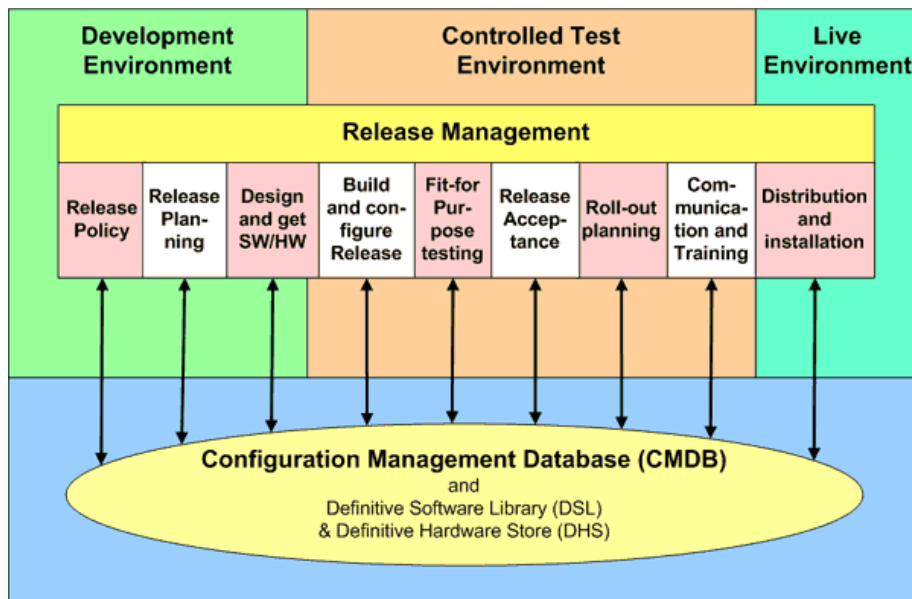 Development
Environment
Controlled Test
Environment
Live
Environment
Release Management
Release
Policy
Release
Plan-
ning
Design
and get
SW/HW
Build
and con-
figure
Release
Fit-for
Pur-
pose
testing
Release
Accep-
tance
Roll-out
planning
Com-
munica-
tion and
Training
Distribution
and
installation
Configuration Management Database (CMDB)
and
Definitive Software Library (DSL)
& Definitive Hardware Store (DHS)